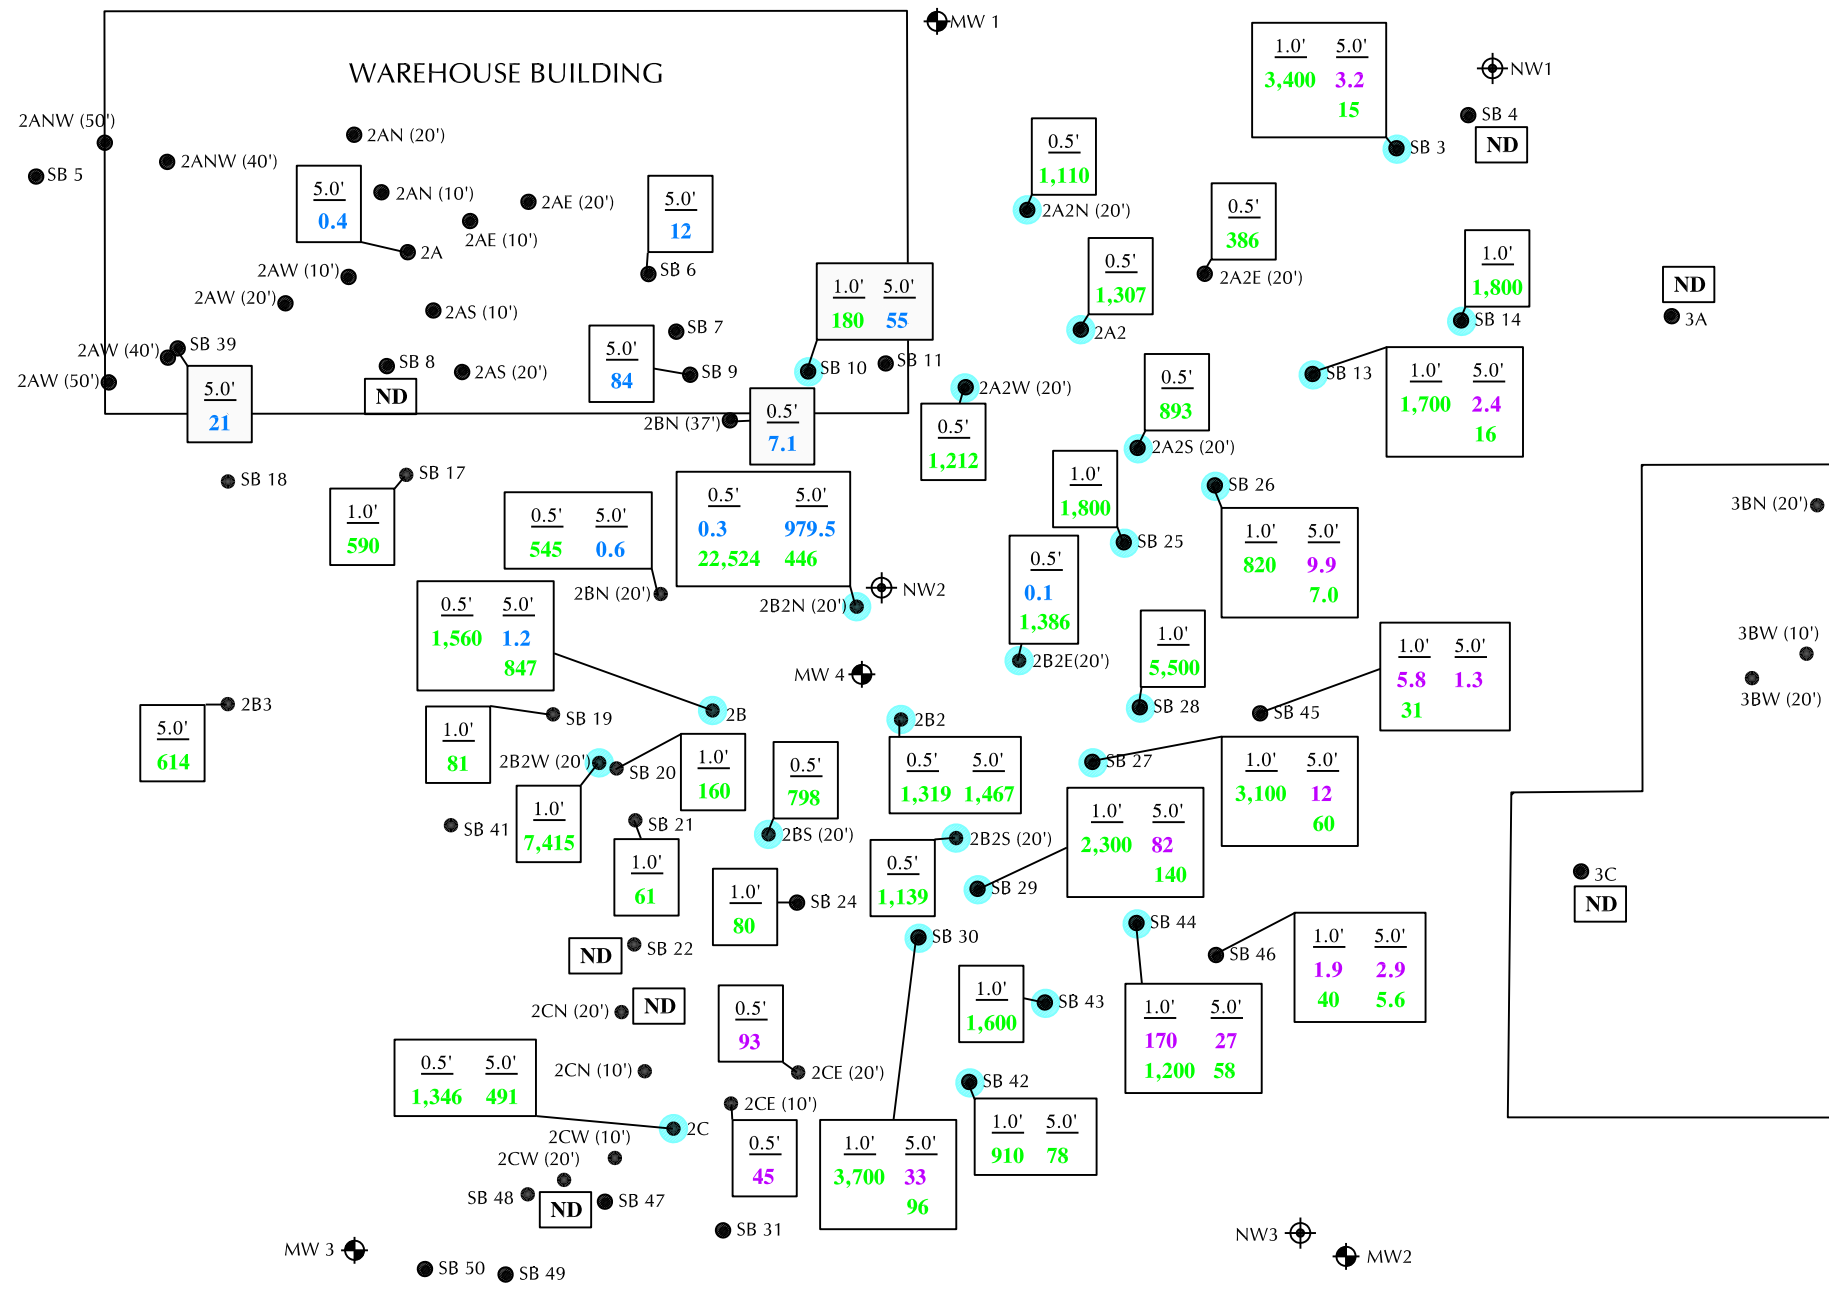 MW 1
WAREHOUSE BUILDING
1.0' 5.0'
3,400 3.2
15
NW1
SB 4
ND
SB 3
2ANW (50')
2AN (20')
2ANW (40')
SB 5
0.5'
1,110
2A2N (20')
5.0'
0.4
2AN (10')
2AE (20')
2AE (10')
2A
5.0'
12
SB 6
0.5'
386
2A2E (20')
0.5'
1,307
2A2
1.0'
1,800
SB 14
ND
3A
2AW (10')
2AW (20')
2AS (10')
1.0' 5.0'
180 55
SB 10
SB 11
SB 7
5.0'
84
SB 9
SB 39
2AW (40')
2AW (50')
5.0'
21
SB 8
ND
2AS (20')
2BN (37')
0.5'
7.1
2A2W (20')
0.5'
1,212
0.5'
893
2A2S (20')
SB 13
1.0' 5.0'
1,700 2.4
16
SB 18
SB 17
1.0'
590
0.5' 5.0'
545 0.6
2BN (20')
0.5' 5.0'
0.3 979.5
22,524 446
2B2N (20')
NW2
1.0'
1,800
SB 25
SB 26
1.0' 5.0'
820 9.9
7.0
3BN (20')
0.5' 5.0'
1,560 1.2
847
2B
0.5'
0.1
1,386
2B2E(20')
1.0'
5,500
SB 28
1.0' 5.0'
5.8 1.3
31
SB 45
3BW (10')
3BW (20')
MW 4
2B3
5.0'
614
SB 19
1.0'
81
2B2W (20')
1.0'
7,415
SB 20
1.0'
160
2B2
0.5' 5.0'
1,319 1,467
SB 27
1.0' 5.0'
3,100 12
60
0.5'
798
2BS (20')
SB 41
SB 21
1.0'
61
2B2S (20')
0.5'
1,139
1.0' 5.0'
2,300 82
140
SB 29
3C
ND
1.0'
80
SB 24
SB 30
SB 44
SB 46
1.0' 5.0'
1.9 2.9
40 5.6
ND
SB 22
2CN (20')
ND
0.5'
93
2CE (20')
1.0'
1,600
SB 43
1.0' 5.0'
170 27
1,200 58
0.5' 5.0'
1,346 491
2CN (10')
2C
2CE (10')
0.5'
45
SB 42
1.0' 5.0'
910 78
1.0' 5.0'
3,700 33
96
2CW (10')
2CW (20')
SB 48
ND
SB 47
SB 31
MW 3
SB 50
SB 49
NW3
MW2